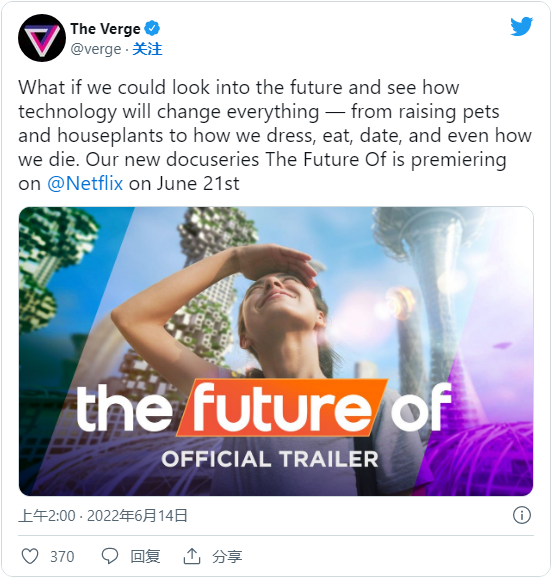 The Verge
@verge · 关注
What if we could look into the future and see how
technology will change everything — from raising pets
and houseplants to how we dress, eat, date, and even how
we die. Our new docuseries The Future Of is premiering
on @Netflix on June 21st
the future of
OFFICIAL TRAILER
上午2:00 · 2022年6月14日
370 回复 分享